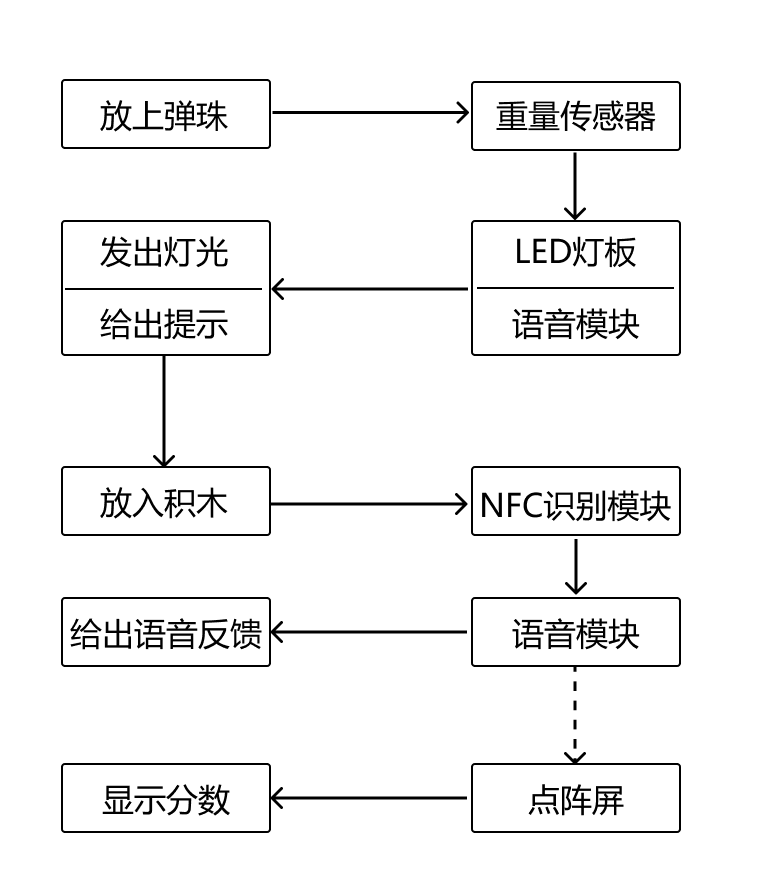 放上弹珠
重量传感器
发出灯光
给出提示
LED灯板
语音模块
放入积木
NFC识别模块
给出语音反馈
语音模块
显示分数
点阵屏